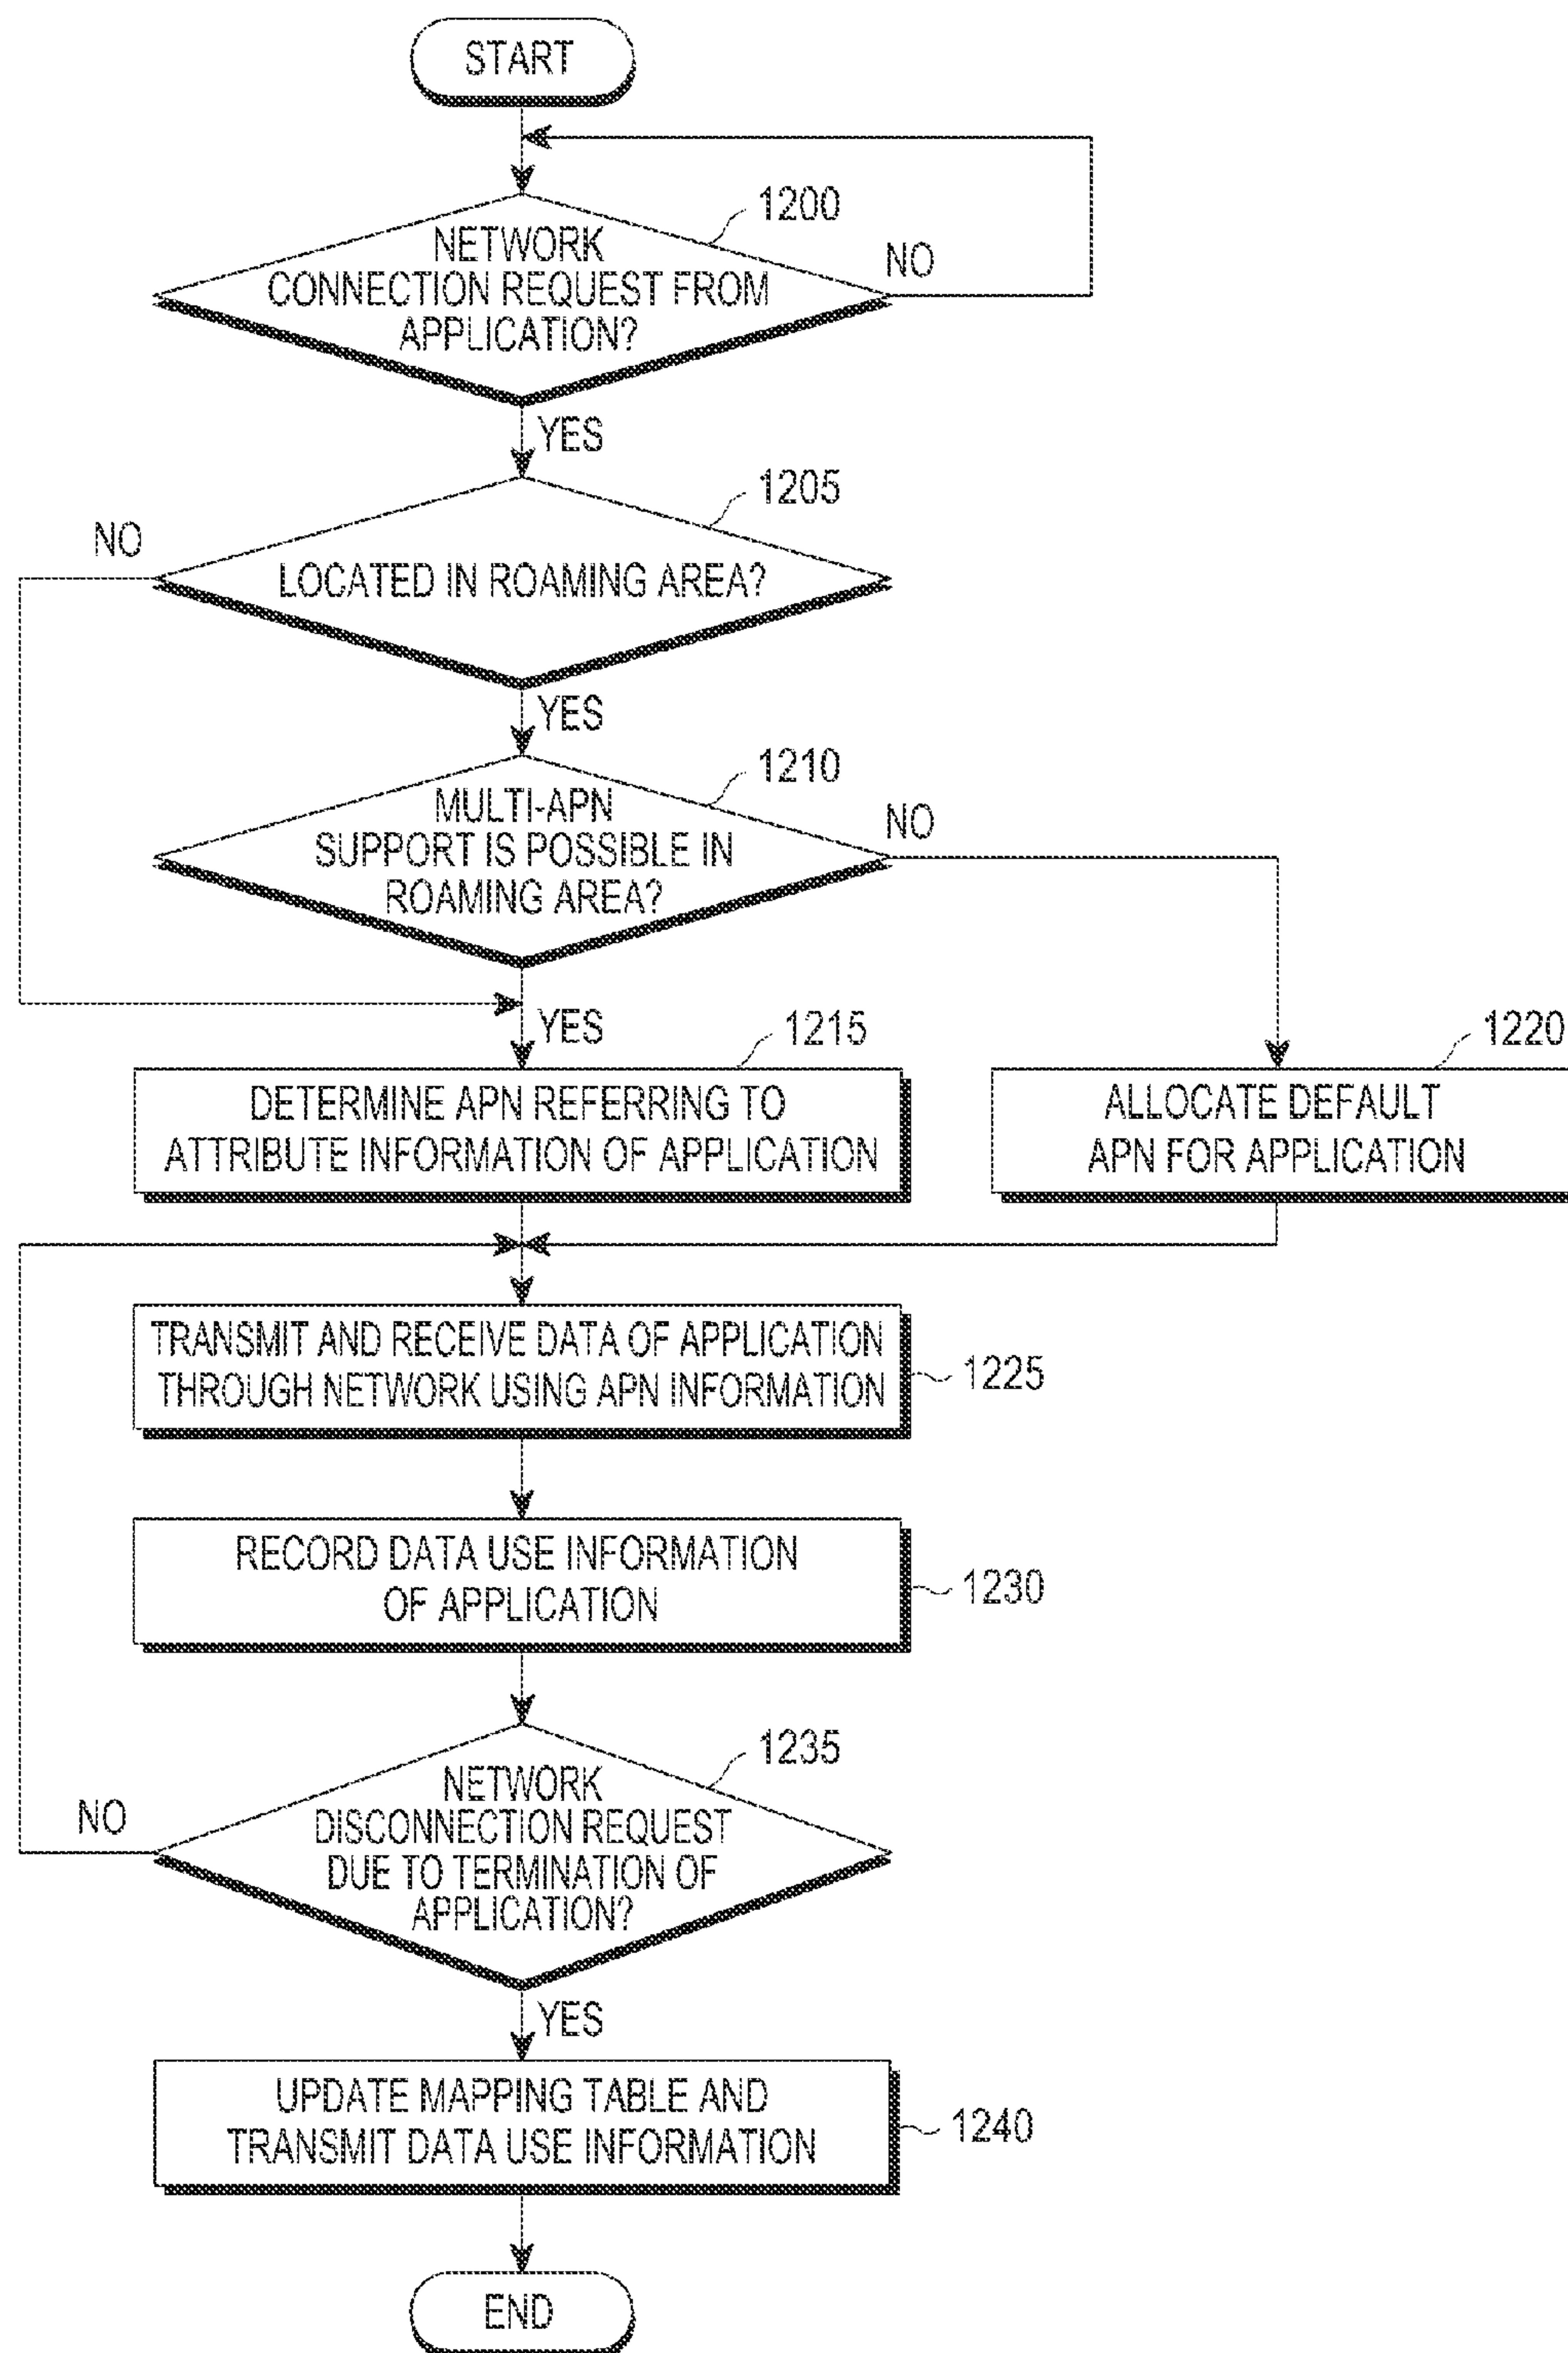 START
1200
NETWORK
CONNECTION REQUEST FROM
APPLICATION?
NO
YES
1205
NO
LOCATED IN ROAMING AREA?
YES
1210
MULTI-APN
SUPPORT IS POSSIBLE IN
ROAMING AREA?
NO
YES
1215
DETERMINE APN REFERRING TO
ATTRIBUTE INFORMATION OF APPLICATION
1220
ALLOCATE DEFAULT
APN FOR APPLICATION
TRANSMIT AND RECEIVE DATA OF APPLICATION
THROUGH NETWORK USING APN INFORMATION
1225
RECORD DATA USE INFORMATION
OF APPLICATION
1230
1235
NETWORK
DISCONNECTION REQUEST
DUE TO TERMINATION OF
APPLICATION?
NO
YES
UPDATE MAPPING TABLE AND
TRANSMIT DATA USE INFORMATION
1240
END